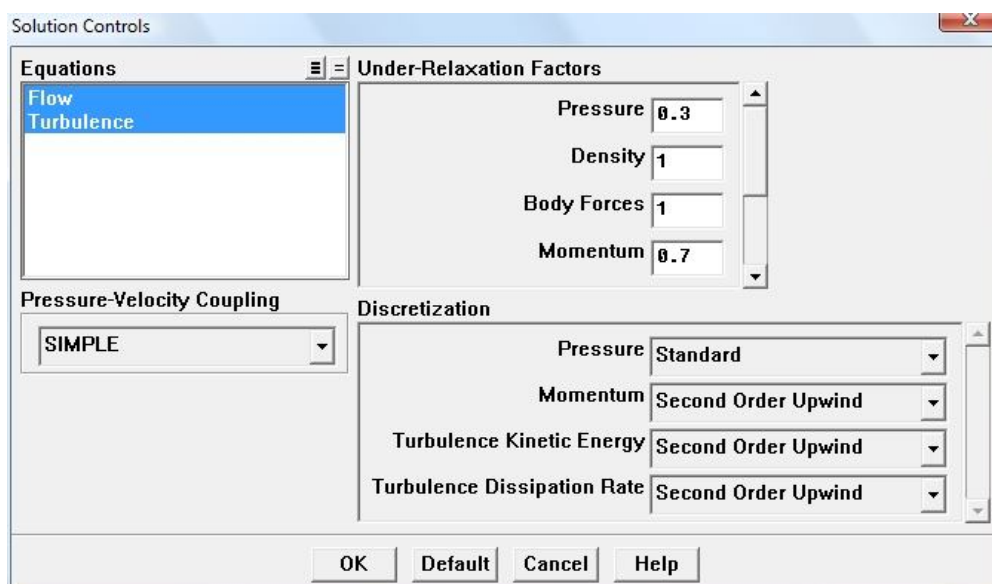 Solution Controls
Equations
Flow
Turbulence
Under-Relaxation Factors
Pressure 0.3
Density 1
Body Forces 1
Momentum 0.7
Pressure-Velocity Coupling
SIMPLE
Discretization
Pressure Standard
Momentum Second Order Upwind
Turbulence Kinetic Energy Second Order Upwind
Turbulence Dissipation Rate Second Order Upwind
OK Default Cancel Help